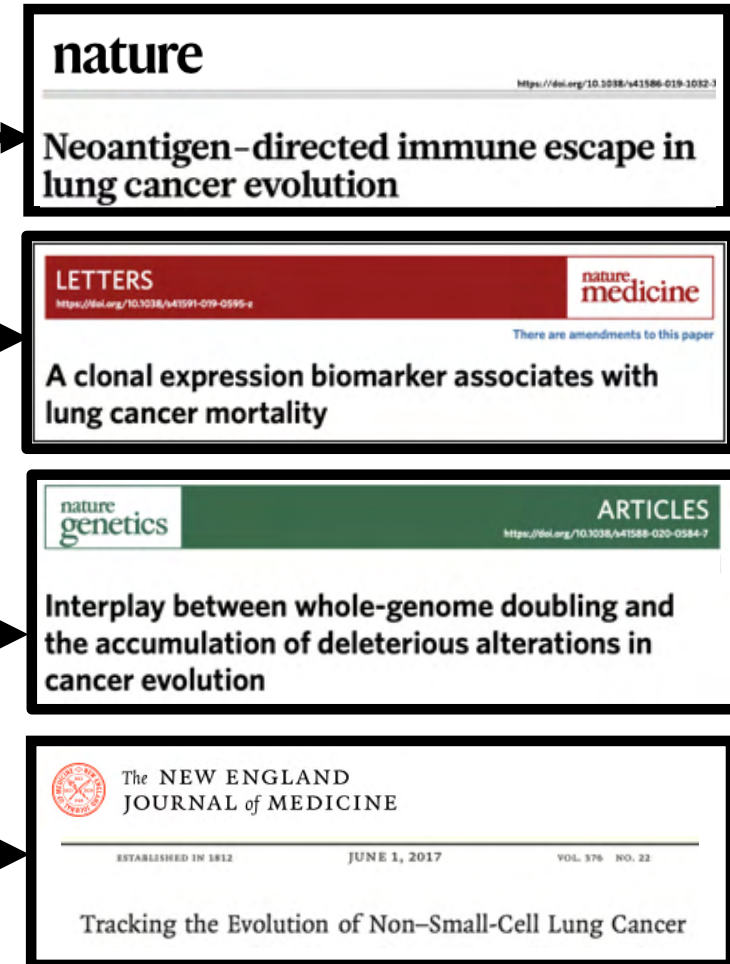 nature
https://doi.org/10.1038/s41586-019-1032-7
Neoantigen-directed immune escape in
lung cancer evolution
LETTERS
https://doi.org/10.1038/s41591-019-0595-z
nature
medicine
There are amendments to this paper
A clonal expression biomarker associates with
lung cancer mortality
nature
genetics
ARTICLES
https://doi.org/10.1038/s41588-020-0584-7
Interplay between whole-genome doubling and
the accumulation of deleterious alterations in
cancer evolution
The NEW ENGLAND
JOURNAL of MEDICINE
ESTABLISHED IN 1812
JUNE 1, 2017
VOL. 376 NO. 22
Tracking the Evolution of Non–Small-Cell Lung Cancer